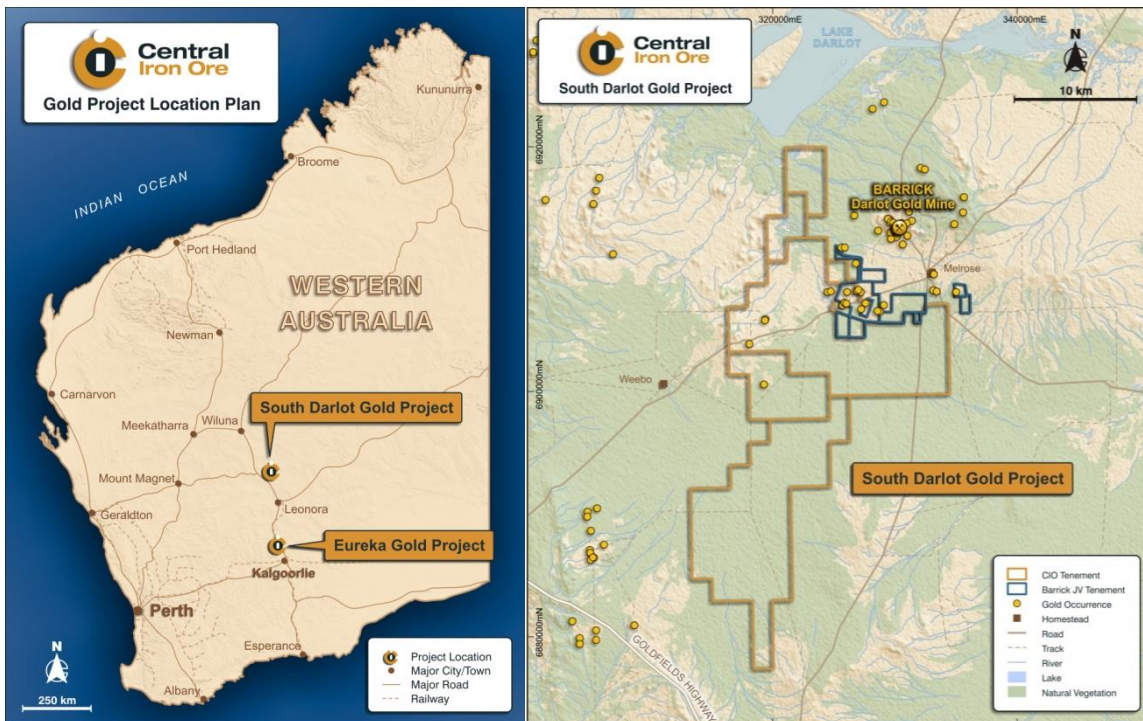 Central
Iron Ore
Gold Project Location Plan
Kununurra
Broome
INDIAN OCEAN
Port Hedland
WESTERN
AUSTRALIA
Newman
Carnarvon
South Darlot Gold Project
Meekatharra
Wiluna
Mount Magnet
Leonora
Geraldton
Eureka Gold Project
Kalgoorlie
Perth
Esperance
Albany
N
250 km
Project Location
Major City/Town
Major Road
Railway
Central
Iron Ore
South Darlot Gold Project
320000mE
340000mE
LAKE
DARLOT
N
10 km
6920000mN
BARRICK
Darlot Gold Mine
Melrose
Weebo
6900000mN
South Darlot Gold Project
6880000mN
GOLDFIELDS HIGHWAY
CIO Tenement
Barrick JV Tenement
Gold Occurrence
Homestead
Road
Track
River
Lake
Natural Vegetation